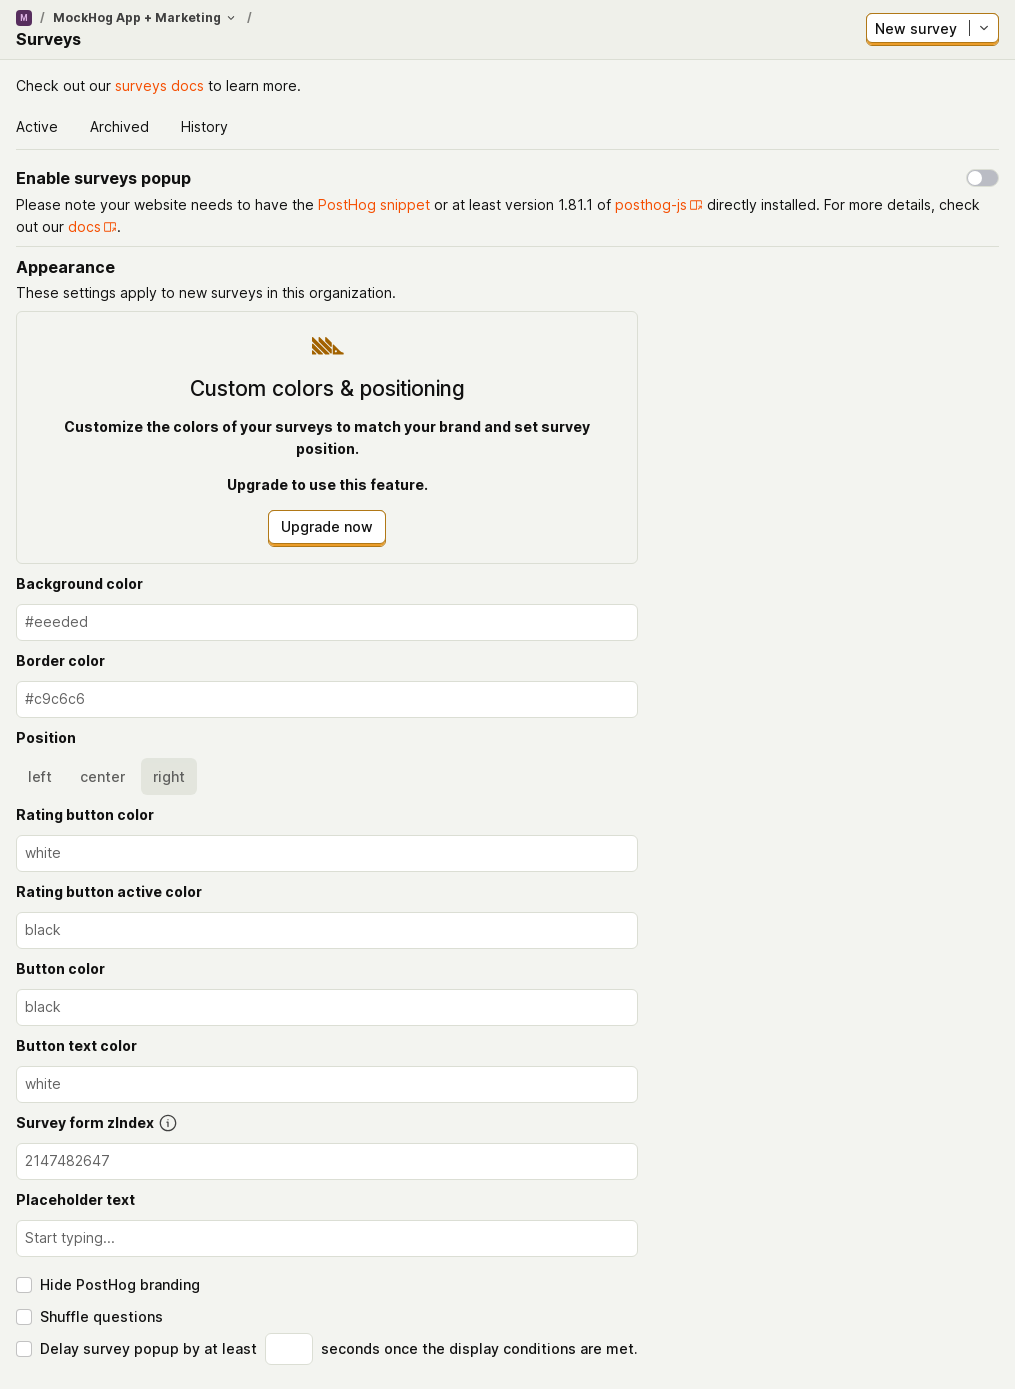 M / MockHog App + Marketing /
Surveys
New survey
Check out our surveys docs to learn more.
Active Archived History
Enable surveys popup
Please note your website needs to have the PostHog snippet or at least version 1.81.1 of posthog-js directly installed. For more details, check
out our docs.
Appearance
These settings apply to new surveys in this organization.
Custom colors & positioning
Customize the colors of your surveys to match your brand and set survey
position.
Upgrade to use this feature.
Upgrade now
Background color
#eeeded
Border color
#c9c6c6
Position
left center right
Rating button color
white
Rating button active color
black
Button color
black
Button text color
white
Survey form zIndex
2147482647
Placeholder text
Start typing...
Hide PostHog branding
Shuffle questions
Delay survey popup by at least seconds once the display conditions are met.